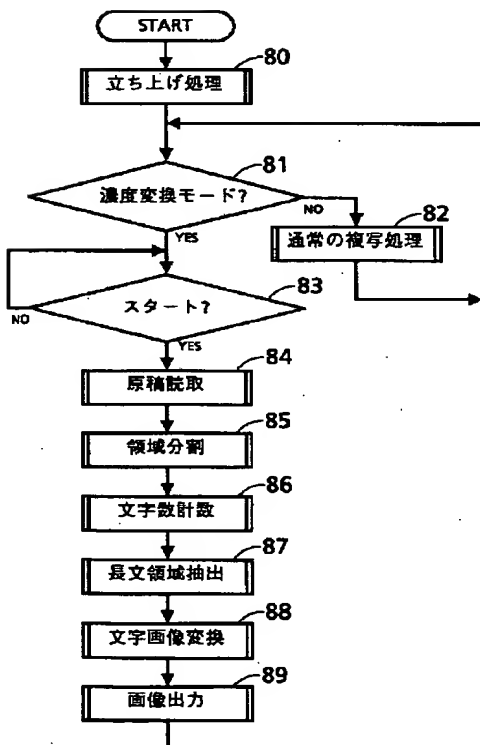 START
80
立ち上げ処理
81
濃度変換モード?
NO
82
通常の複写処理
YES
83
スタート?
NO
YES
84
原稿読取
85
領域分割
86
文字数計数
87
長文領域抽出
88
文字画像変換
89
画像出力